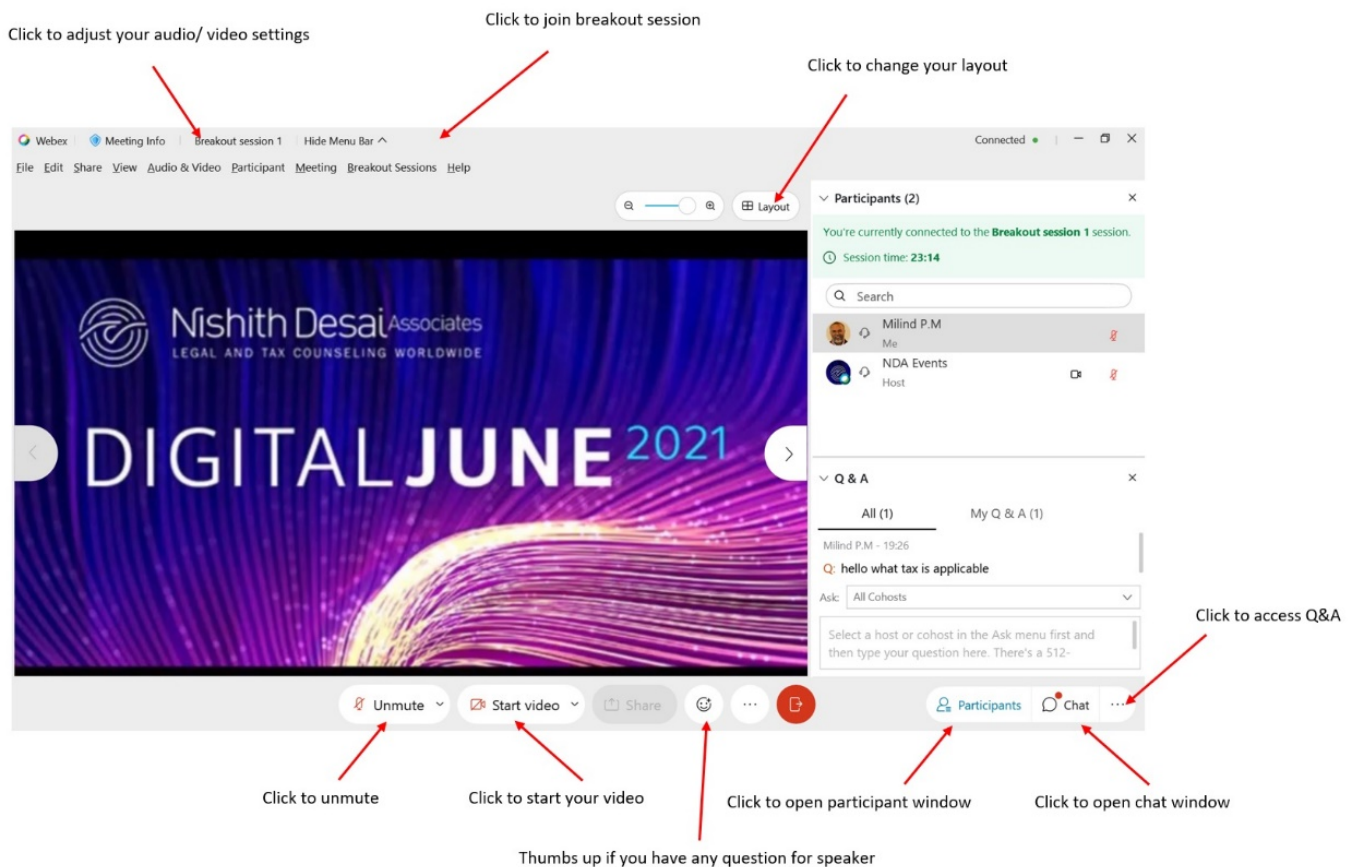 Click to join breakout session
Click to adjust your audio/ video settings
Click to change your layout
Webex
Meeting Info
Breakout session 1
Hide Menu Bar
Connected
File Edit Share View Audio & Video Participant Meeting Breakout Sessions Help
Layout
Participants (2)
You're currently connected to the Breakout session 1 session.
Session time: 23:14
Search
Milind P.M
Me
NDA Events
Host
Nishith Desai Associates
LEGAL AND TAX COUNSELING WORLDWIDE
DIGITAL JUNE 2021
Q & A
All (1)
My Q & A (1)
Milind P.M - 19:26
Q: hello what tax is applicable
Ask: All Cohosts
Select a host or cohost in the Ask menu first and
then type your question here. There's a 512-
Click to access Q&A
Unmute
Start video
Share
Participants
Chat
Click to unmute
Click to start your video
Click to open participant window
Click to open chat window
Thumbs up if you have any question for speaker